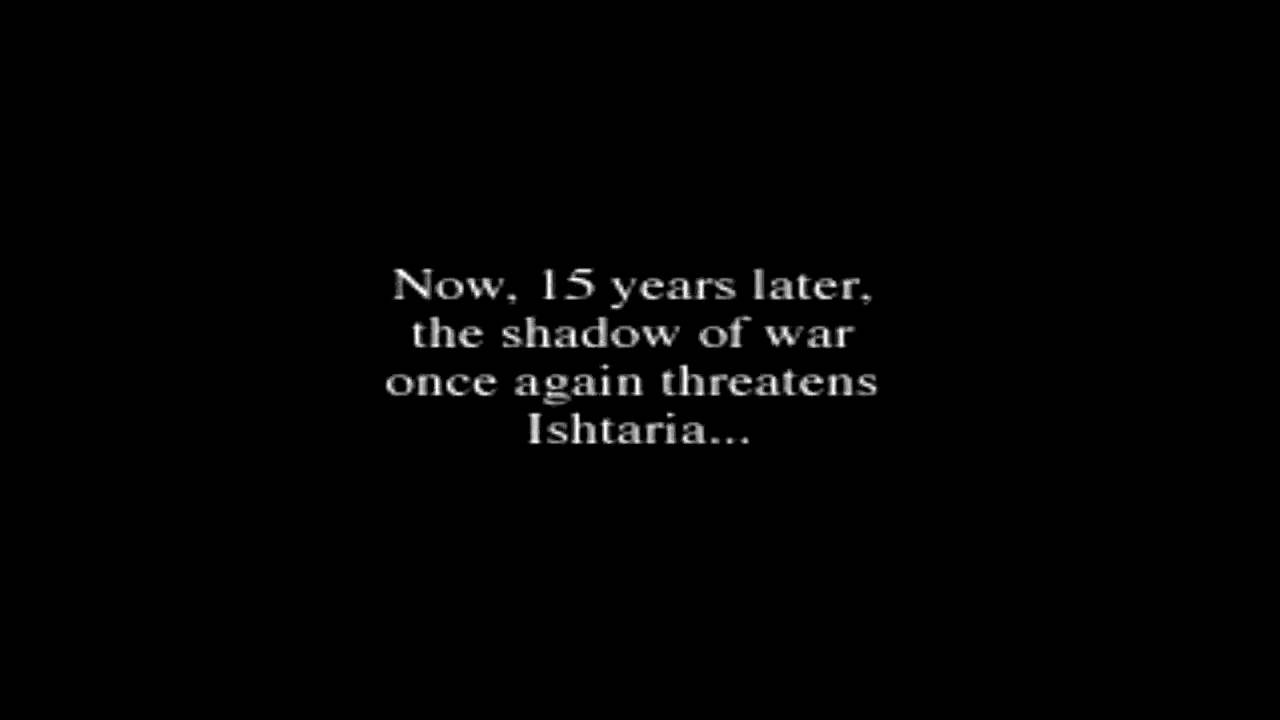 Now, 15 years later,
the shadow of war
once again threatens
Ishtaria...